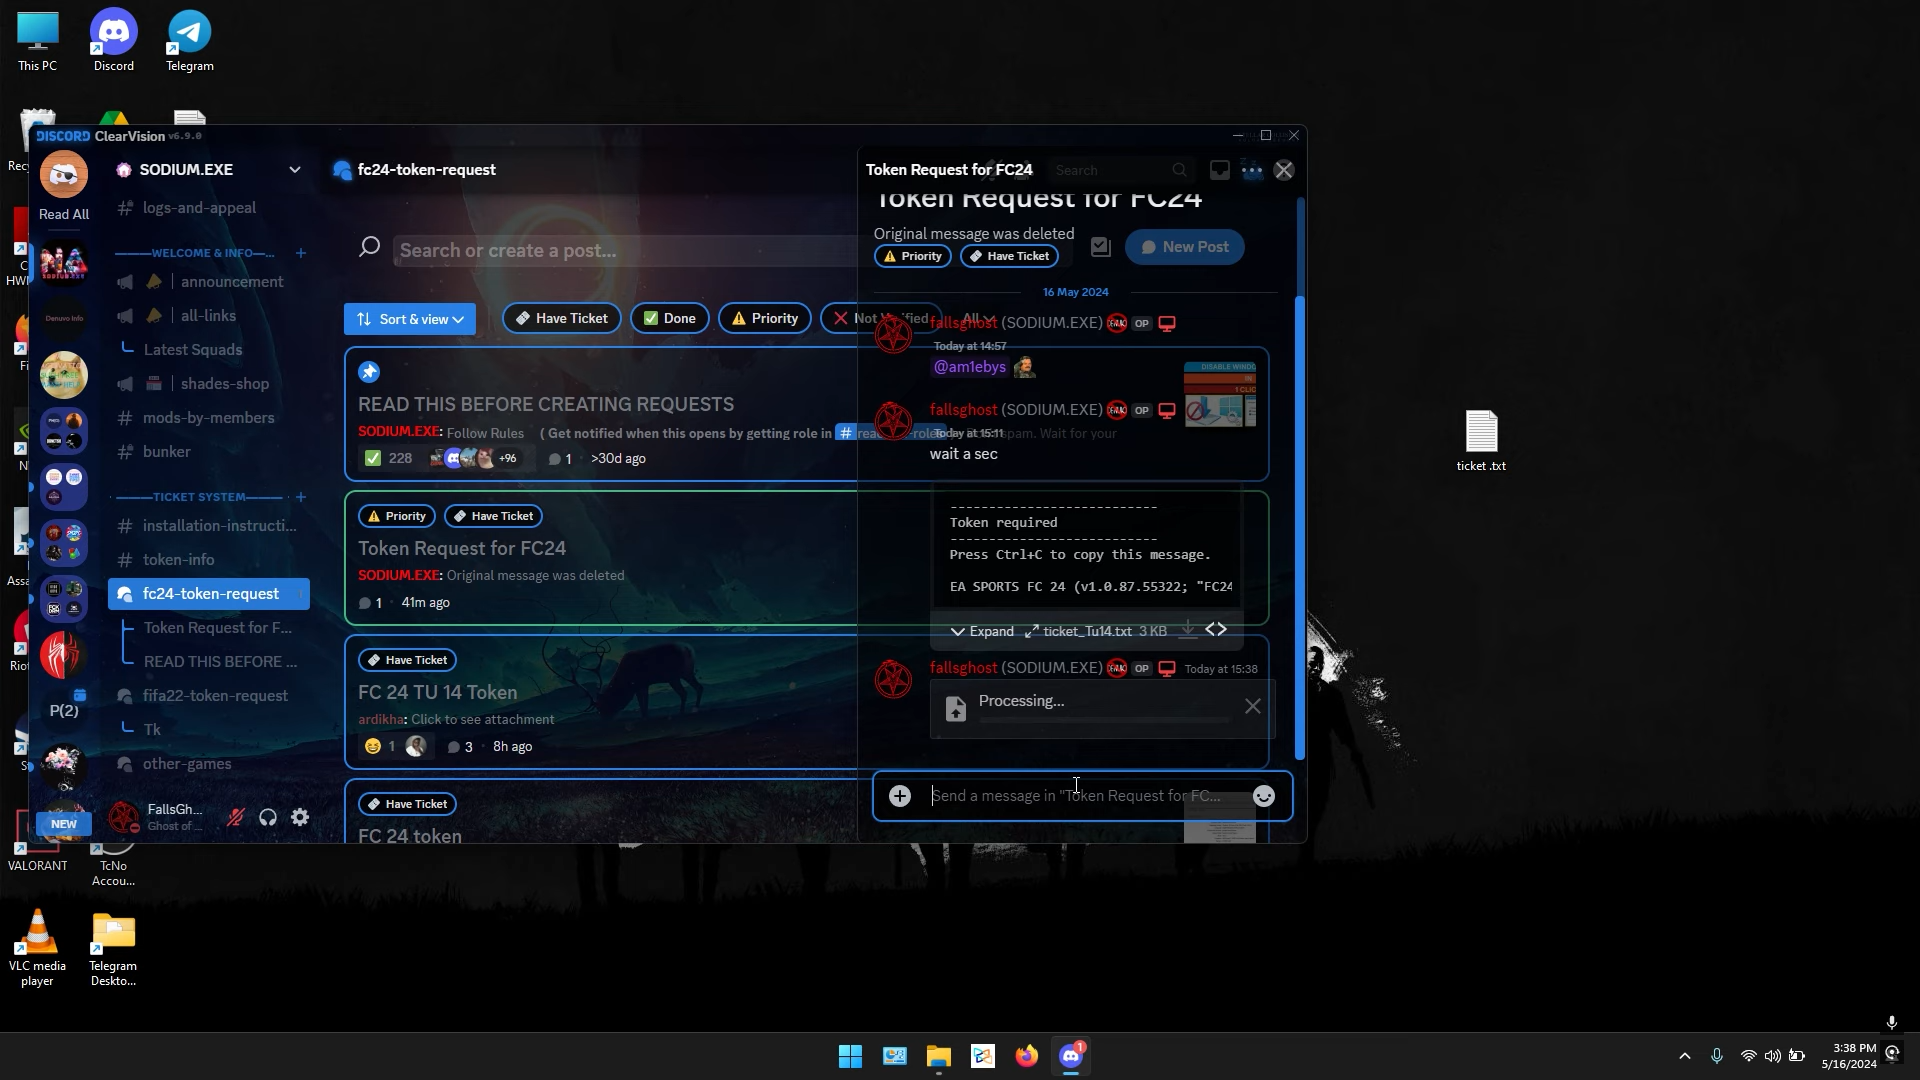 This PC
Discord
Telegram
DISCORD ClearVision v6.9.0
SODIUM.EXE
fc24-token-request
Token Request for FC24
Search
Read All
logs-and-appeal
WELCOME & INFO
announcement
all-links
Latest Squads
shades-shop
mods-by-members
bunker
TICKET SYSTEM
installation-instructi...
token-info
fc24-token-request
Token Request for F...
READ THIS BEFORE ...
fifa22-token-request
Tk
other-games
Denuvo Info
P(2)
NEW
FallsGh...
Ghost of ...
Search or create a post...
Sort & view
Have Ticket
Done
Priority
All
READ THIS BEFORE CREATING REQUESTS
SODIUM.EXE: Follow Rules ( Get notified when this opens by getting role in #
spam. Wait for your
228
+96
1 >30d ago
Priority
Have Ticket
Token Request for FC24
SODIUM.EXE: Original message was deleted
1 · 41m ago
Have Ticket
FC 24 TU 14 Token
ardikha: Click to see attachment
1
3 · 8h ago
Have Ticket
FC 24 token
Token Request for FC24
Original message was deleted
New Post
Priority
Have Ticket
16 May 2024
fallsghost (SODIUM.EXE) OP
Today at 14:57
@am1ebys
fallsghost (SODIUM.EXE) OP
Today at 15:11
wait a sec
--------------------------
Token required
--------------------------
Press Ctrl+C to copy this message.
EA SPORTS FC 24 (v1.0.87.55322; "FC24
Expand
ticket_Tu14.txt 3 KB
fallsghost (SODIUM.EXE) OP Today at 15:38
Processing...
Send a message in "Token Request for FC...
ticket .txt
VALORANT
TcNo
Accou...
VLC media
player
Telegram
Deskto...
1
3:38 PM
5/16/2024